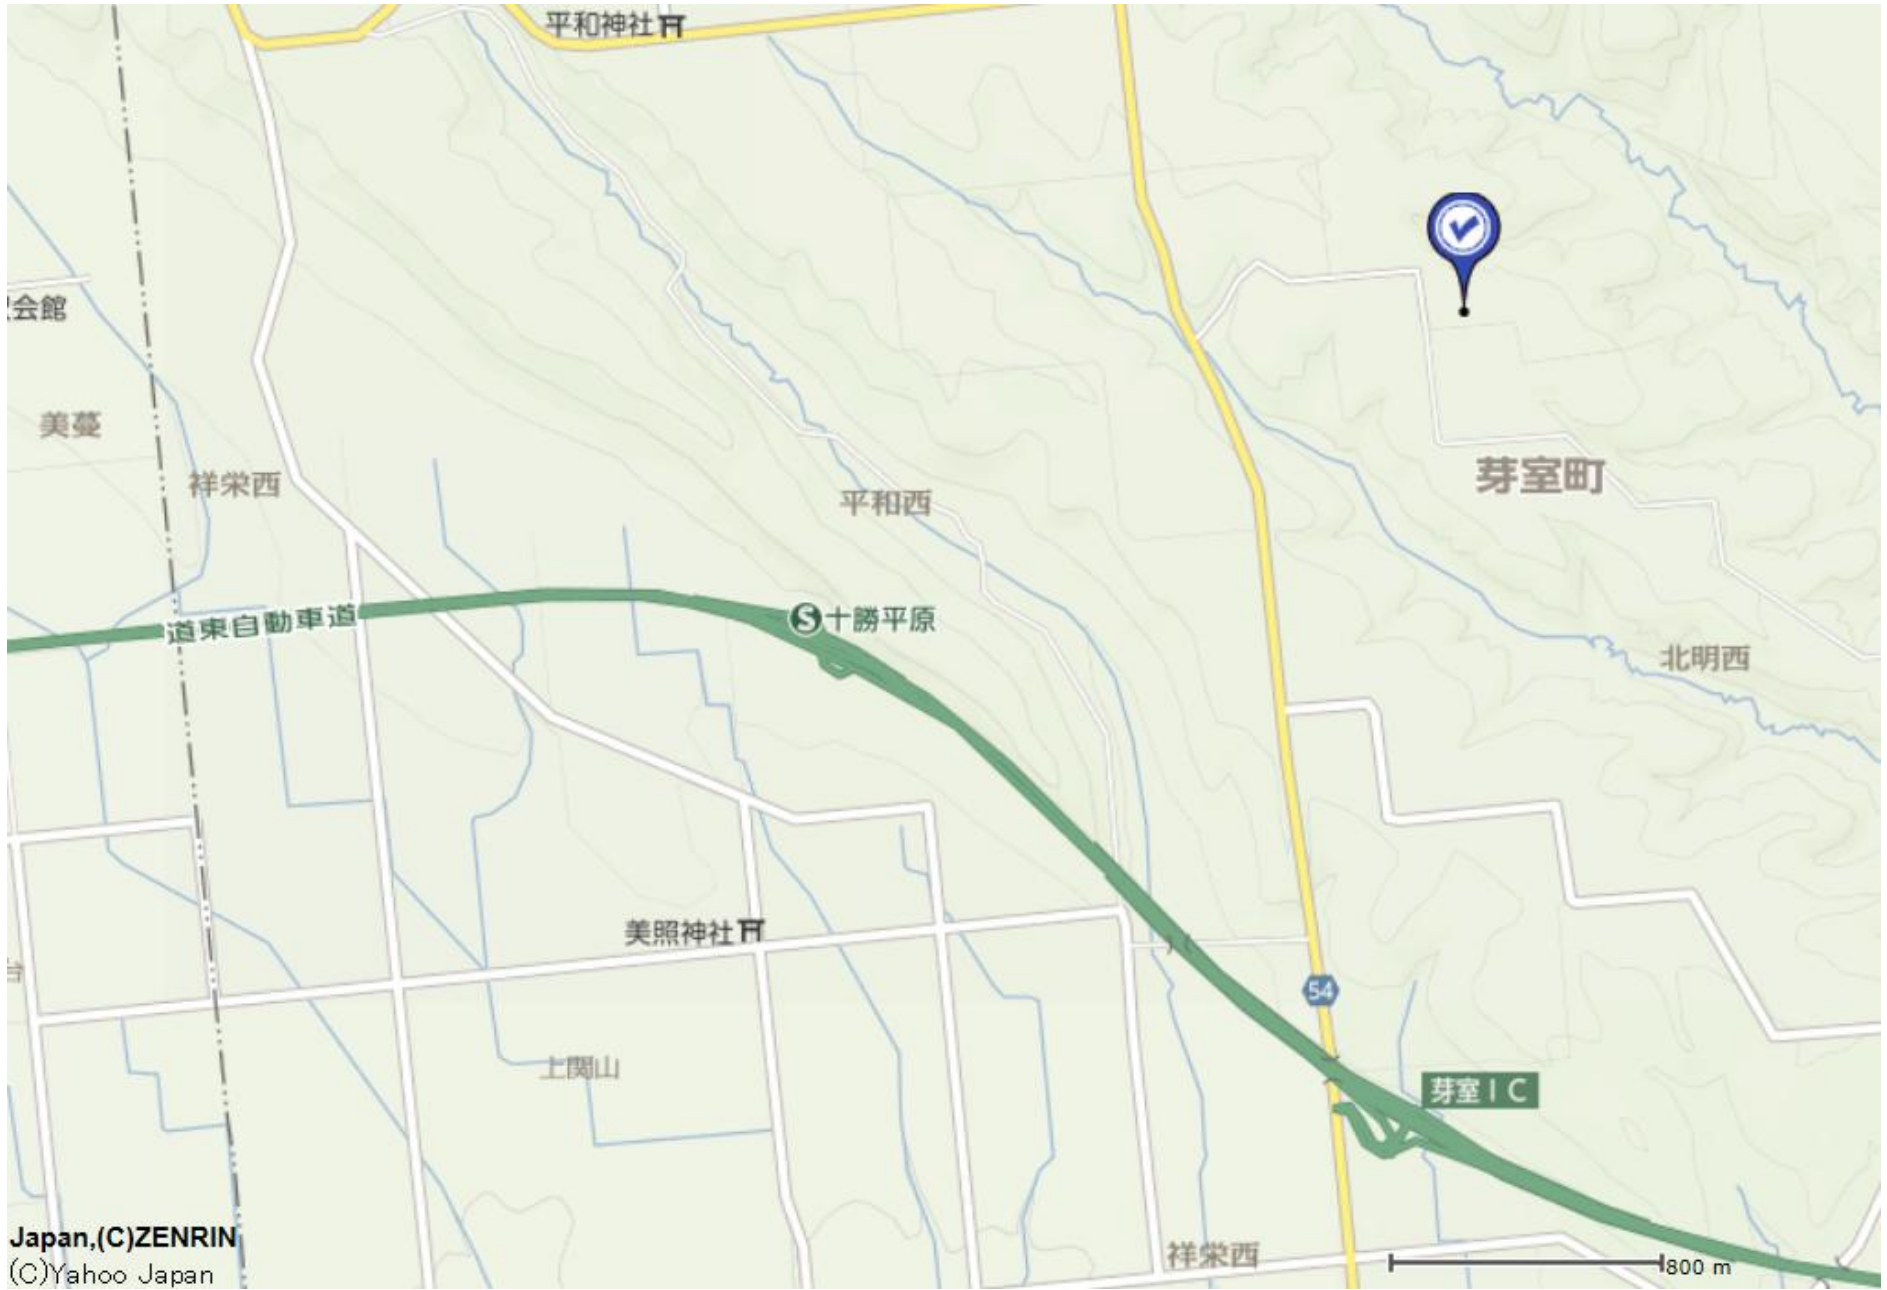 平和神社
会館
美蔓
祥栄西
平和西
芽室町
道東自動車道
S十勝平原
北明西
美照神社
台
54
上関山
芽室IC
祥栄西
800 m
Japan,(C)ZENRIN
(C)Yahoo Japan